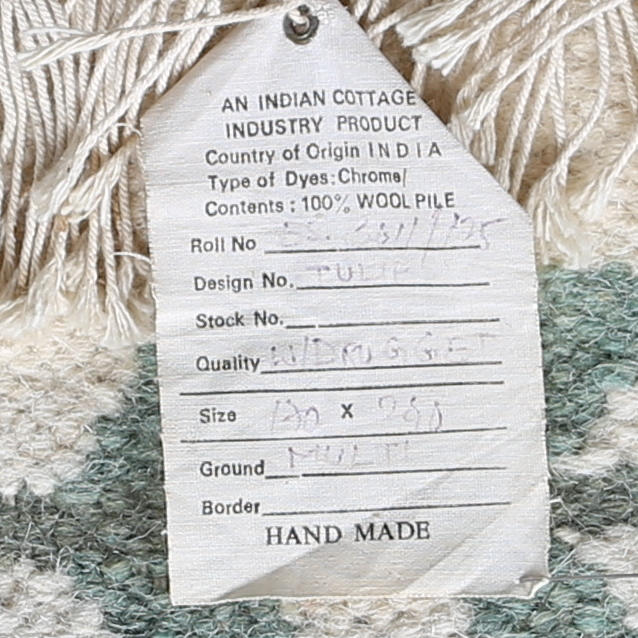 AN INDIAN COTTAGE
INDUSTRY PRODUCT
Country of Origin INDIA
Type of Dyes:Chrome/
Contents : 100% WOOL PILE
Roll No
Design No. TULIP
Stock No.
Quality W/DRUGGET
Size X
Ground MULTI
Border
HAND MADE